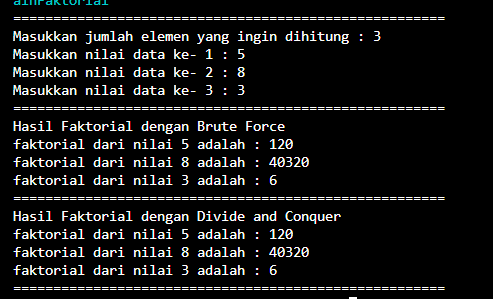 ainFaktorial
======================================================
Masukkan jumlah elemen yang ingin dihitung : 3
Masukkan nilai data ke- 1 : 5
Masukkan nilai data ke- 2 : 8
Masukkan nilai data ke- 3 : 3
======================================================
Hasil Faktorial dengan Brute Force
faktorial dari nilai 5 adalah : 120
faktorial dari nilai 8 adalah : 40320
faktorial dari nilai 3 adalah : 6
======================================================
Hasil Faktorial dengan Divide and Conquer
faktorial dari nilai 5 adalah : 120
faktorial dari nilai 8 adalah : 40320
faktorial dari nilai 3 adalah : 6
======================================================